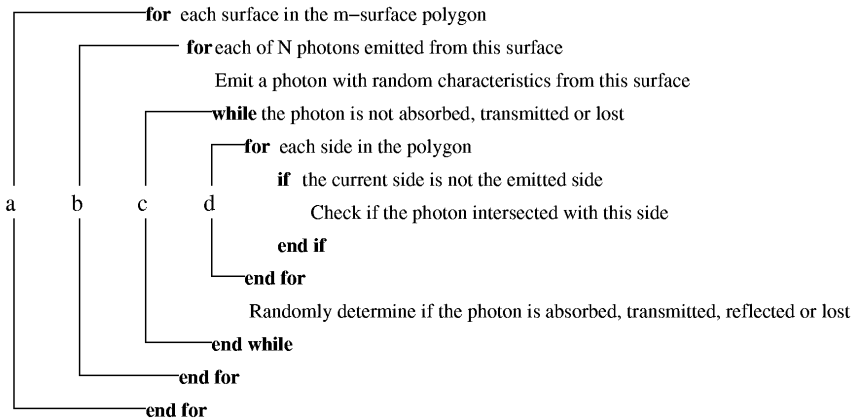 for each surface in the m−surface polygon
for each of N photons emitted from this surface
Emit a photon with random characteristics from this surface
while the photon is not absorbed, transmitted or lost
for each side in the polygon
if the current side is not the emitted side
a b c d Check if the photon intersected with this side
end if
end for
Randomly determine if the photon is absorbed, transmitted, reflected or lost
end while
end for
end for